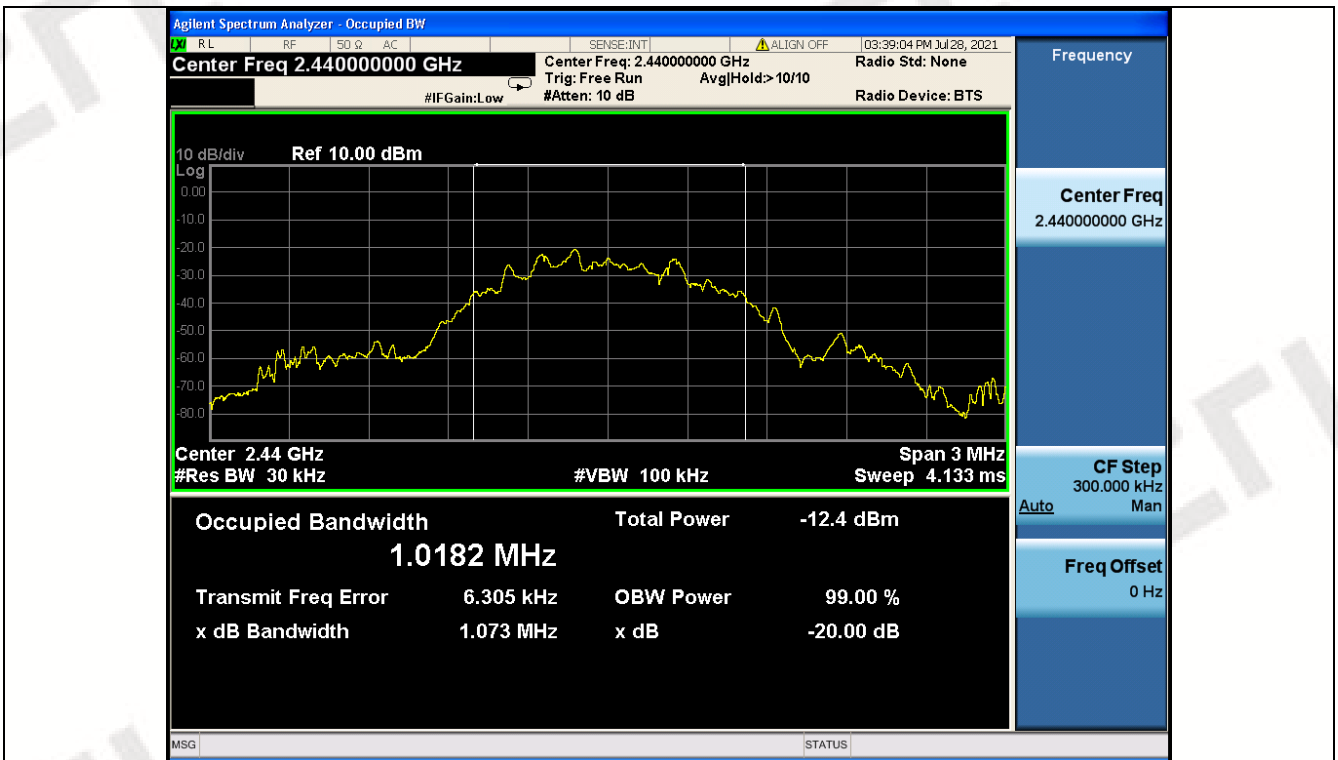 Agilent Spectrum Analyzer - Occupied BW
LXI RL RF 50 Ω AC SENSE:INT ALIGN OFF 03:39:04 PM Jul 28, 2021
Center Freq 2.440000000 GHz
Center Freq: 2.440000000 GHz
Radio Std: None
Trig: Free Run Avg|Hold:>10/10
#IFGain:Low
#Atten: 10 dB
Radio Device: BTS
10 dB/div Ref 10.00 dBm
Log
0.00
-10.0
-20.0
-30.0
-40.0
-50.0
-60.0
-70.0
-80.0
Center 2.44 GHz Span 3 MHz
#Res BW 30 kHz #VBW 100 kHz Sweep 4.133 ms
Occupied Bandwidth Total Power -12.4 dBm
1.0182 MHz
Transmit Freq Error 6.305 kHz OBW Power 99.00 %
x dB Bandwidth 1.073 MHz x dB -20.00 dB
MSG STATUS
Frequency
Center Freq
2.440000000 GHz
CF Step
300.000 kHz
Auto Man
Freq Offset
0 Hz